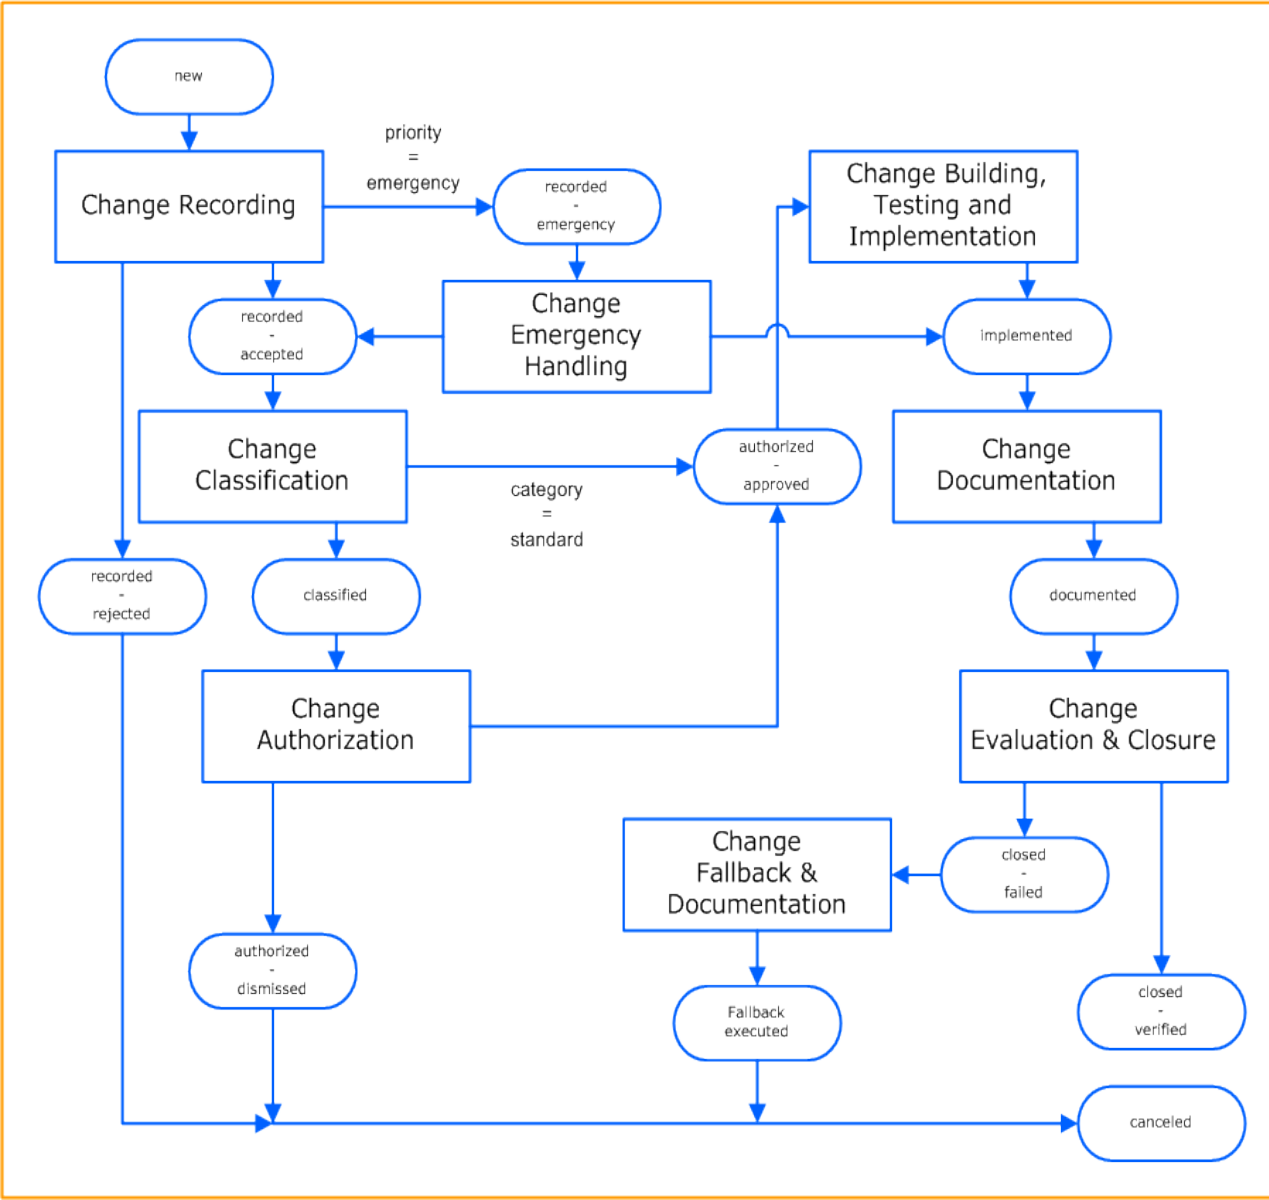 new
Change Recording
priority
=
emergency
recorded
-
emergency
Change Building,
Testing and
Implementation
recorded
-
accepted
Change
Emergency
Handling
implemented
Change
Classification
category
=
standard
authorized
-
approved
Change
Documentation
recorded
-
rejected
classified
documented
Change
Authorization
Change
Evaluation & Closure
Change
Fallback &
Documentation
closed
-
failed
authorized
-
dismissed
Fallback
executed
closed
-
verified
canceled